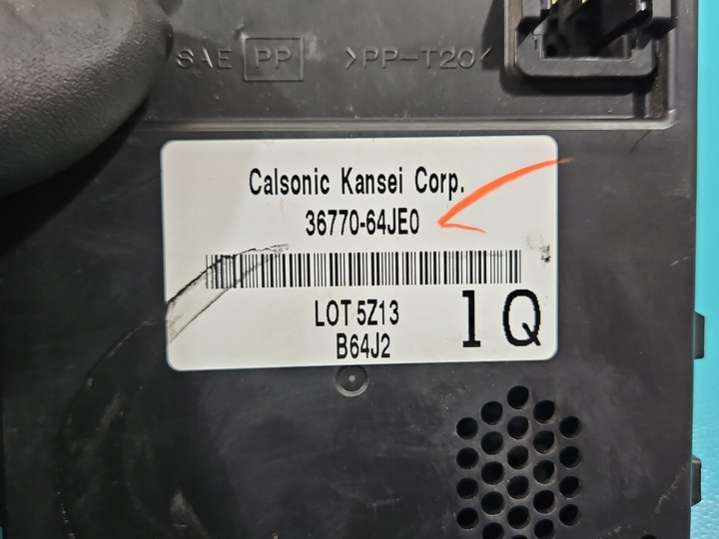 SAE PP >PP-T20<
Calsonic Kansei Corp.
36770-64JE0
LOT 5Z13
1Q
B64J2